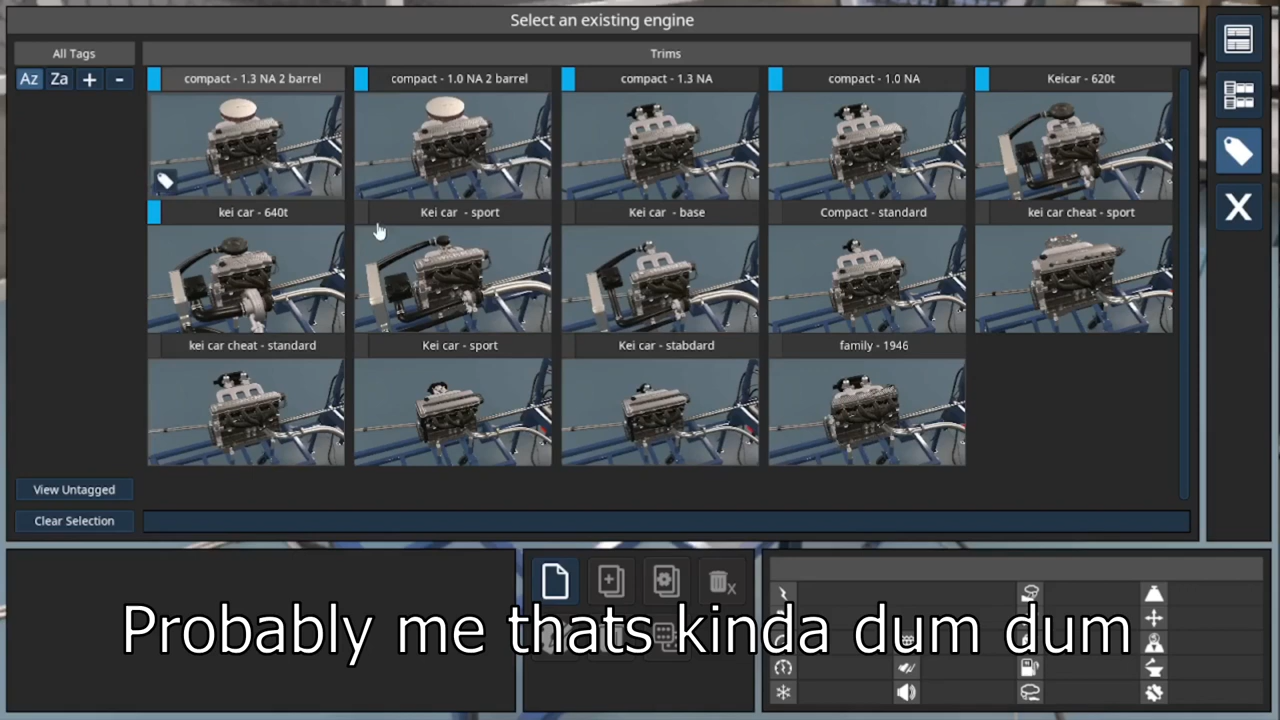 Select an existing engine
All Tags
Trims
Az Za + -
compact - 1.3 NA 2 barrel
compact - 1.0 NA 2 barrel
compact - 1.3 NA
compact - 1.0 NA
Keicar - 620t
kei car - 640t
Kei car - sport
Kei car - base
Compact - standard
kei car cheat - sport
kei car cheat - standard
Kei car - sport
Kei car - stabdard
family - 1946
View Untagged
Clear Selection
Probably me thats kinda dum dum